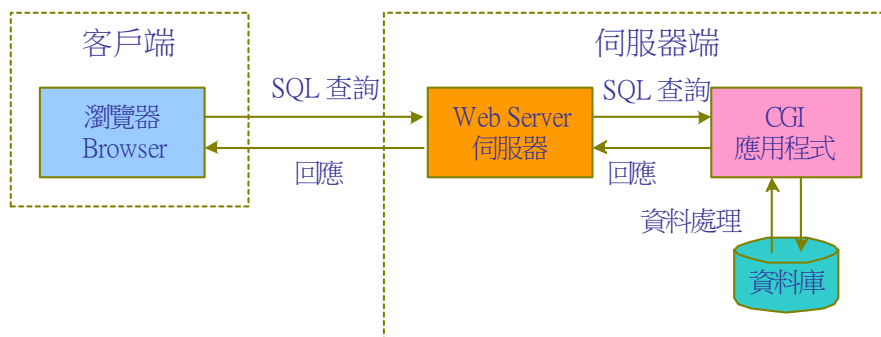 客戶端
伺服器端
瀏覽器
Browser
SQL 查詢
回應
Web Server
伺服器
SQL 查詢
回應
CGI
應用程式
資料處理
資料庫